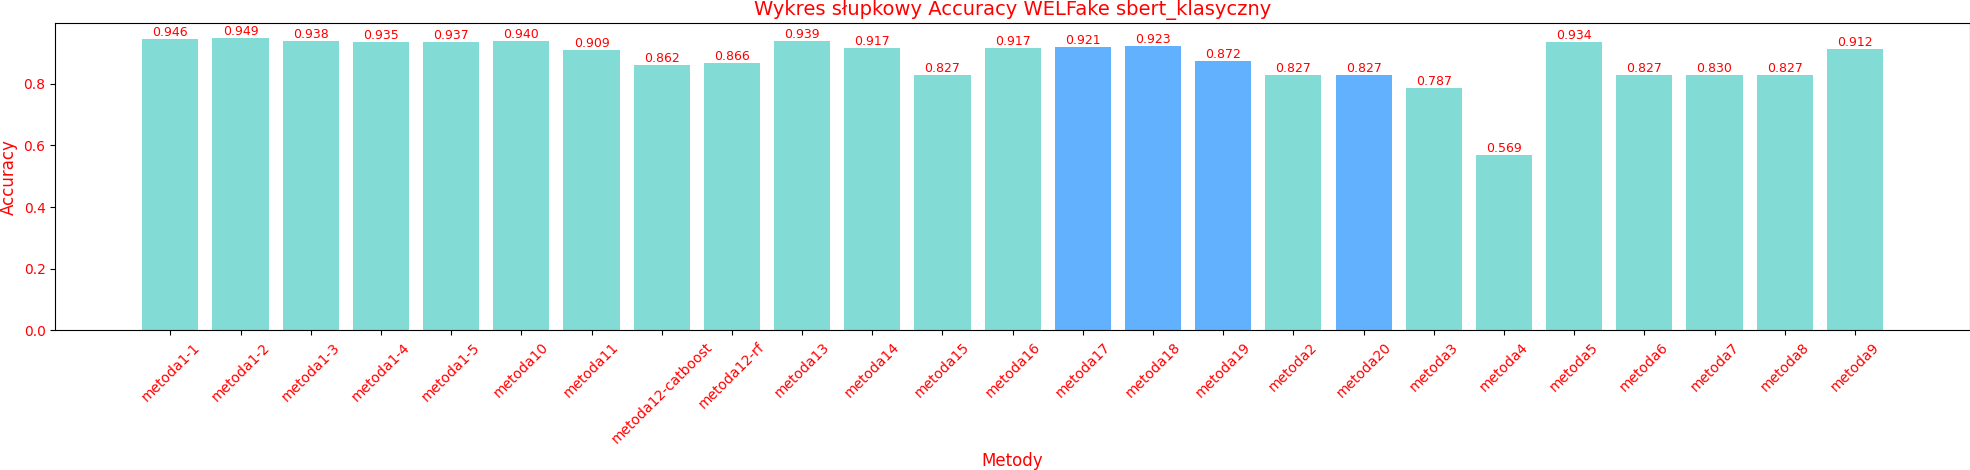 Wykres słupkowy Accuracy WELFake sbert_klasyczny
0.946 0.949 0.938 0.935 0.937 0.940 0.909 0.862 0.866 0.939 0.917 0.827 0.917 0.921 0.923 0.872 0.827 0.827 0.787 0.569 0.934 0.827 0.830 0.827 0.912
Accuracy
0.8
0.6
0.4
0.2
0.0
metoda1-1 metoda1-2 metoda1-3 metoda1-4 metoda1-5 metoda10 metoda11 metoda12-catboost metoda12-rf metoda13 metoda14 metoda15 metoda16 metoda17 metoda18 metoda19 metoda2 metoda20 metoda3 metoda4 metoda5 metoda6 metoda7 metoda8 metoda9
Metody